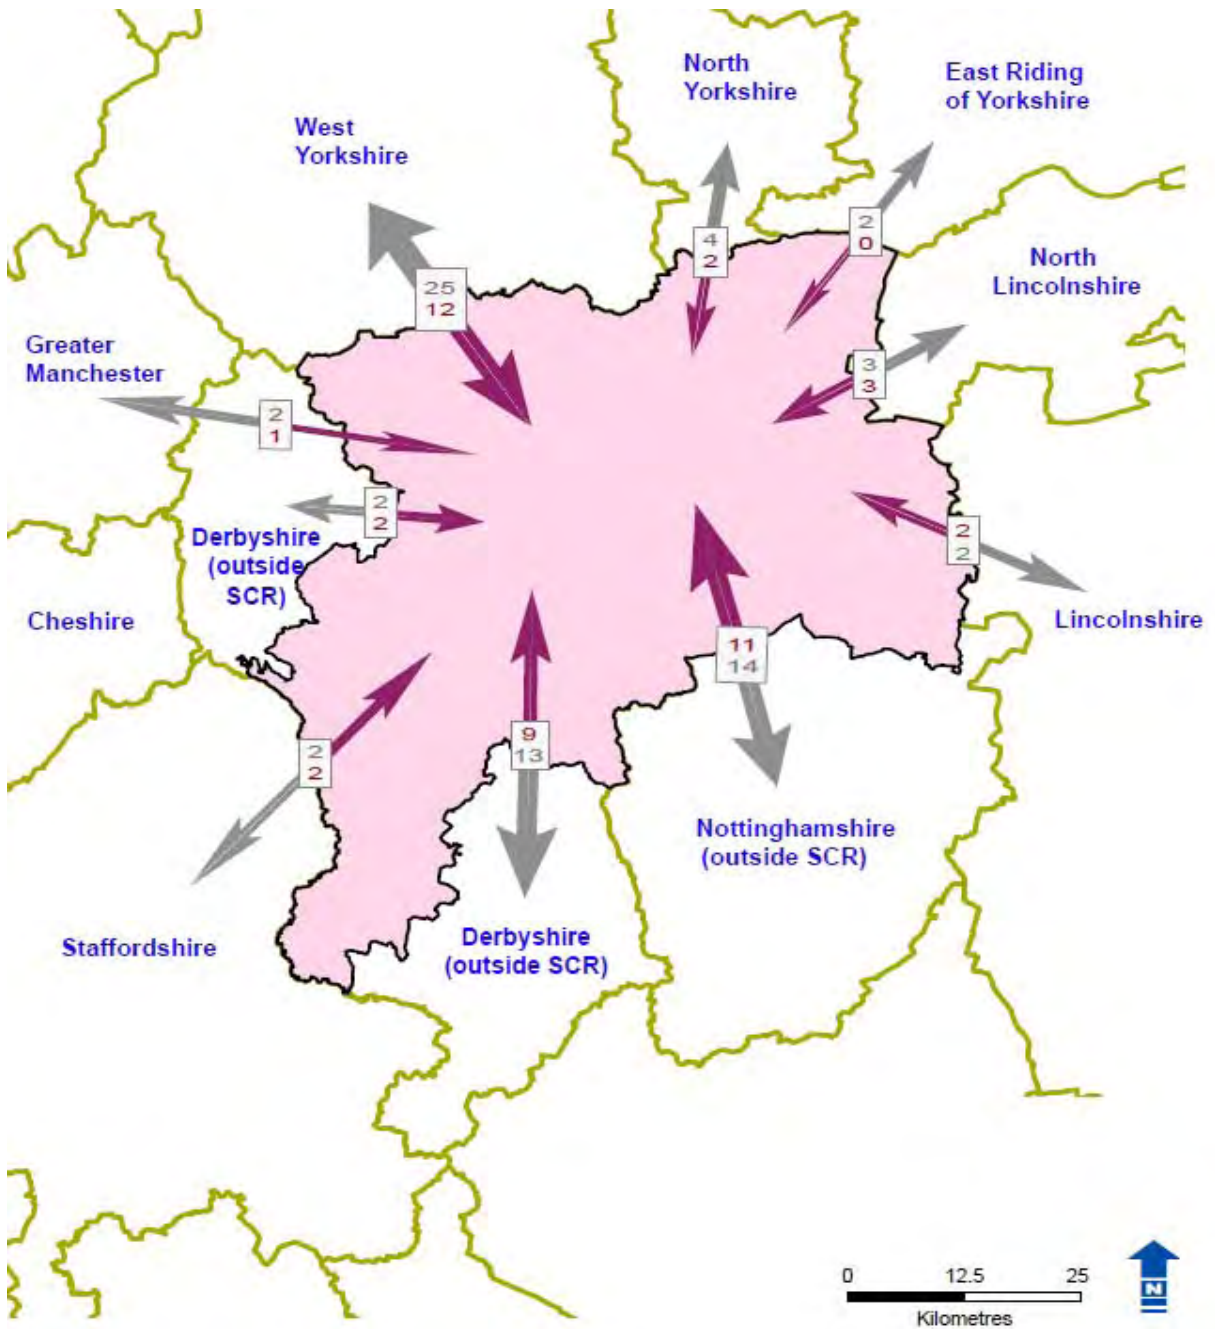 North
Yorkshire
East Riding
of Yorkshire
West
Yorkshire
4
2
2
0
North
Lincolnshire
25
12
Greater
Manchester
3
3
2
1
2
2
Derbyshire
(outside
SCR)
2
2
Cheshire
Lincolnshire
11
14
9
13
2
2
Nottinghamshire
(outside SCR)
Staffordshire
Derbyshire
(outside SCR)
0 12.5 25
Kilometres
N